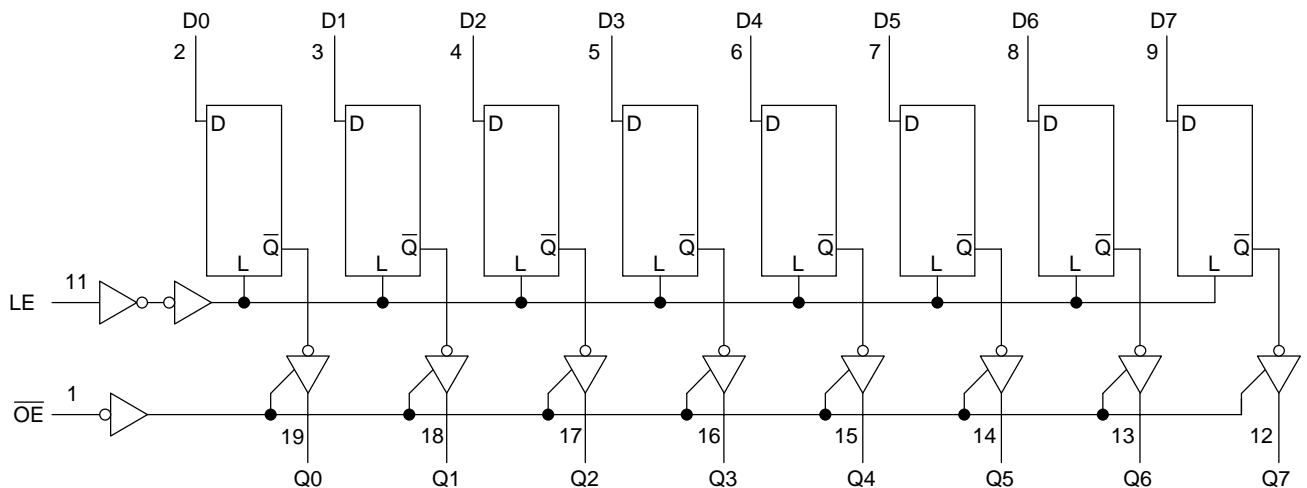 D0 D1 D2 D3 D4 D5 D6 D7
2 3 4 5 6 7 8 9
D D D D D D D D
Q̅ Q̅ Q̅ Q̅ Q̅ Q̅ Q̅ Q̅
L L L L L L L L
LE 11
O̅E̅ 1
19 18 17 16 15 14 13 12
Q0 Q1 Q2 Q3 Q4 Q5 Q6 Q7